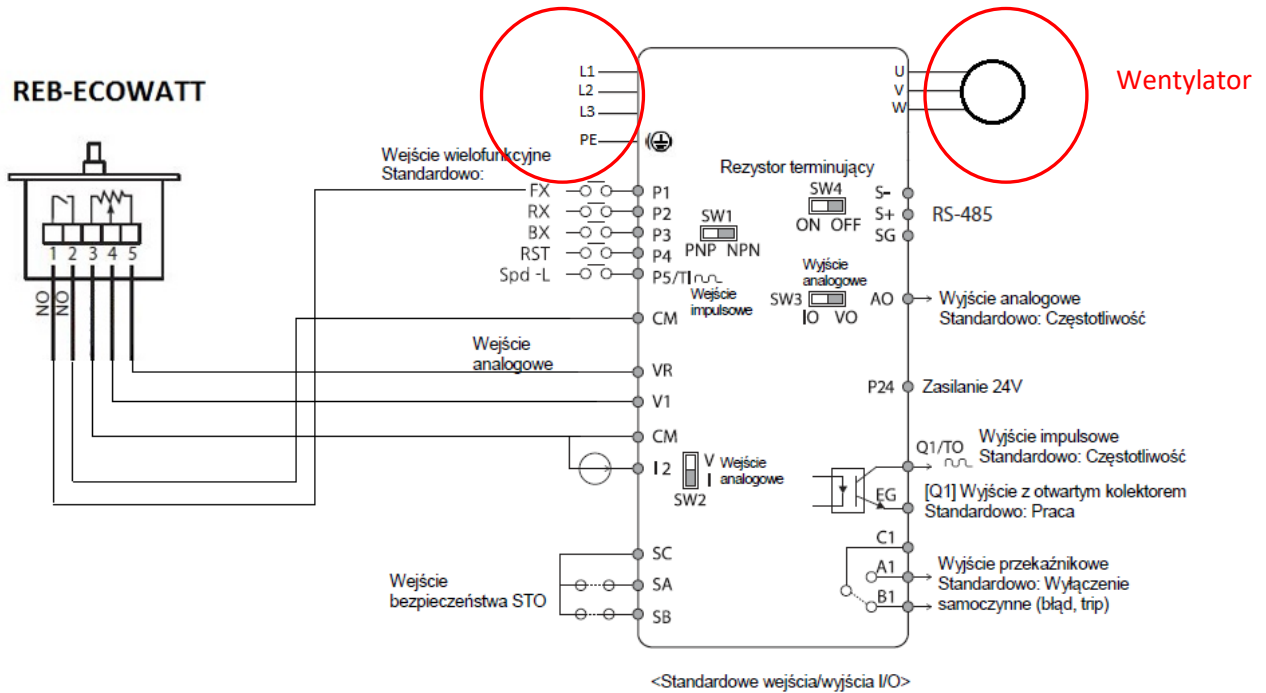 REB-ECOWATT
1 2 3 4 5
NO
NO
L1
L2
L3
PE
U
V
W
Wentylator
Wejście wielofunkcyjne
Standardowo:
FX
RX
BX
RST
Spd -L
P1
P2
P3
P4
P5/TI
Wejście
impulsowe
SW1
PNP NPN
Rezystor terminujący
SW4
ON OFF
S-
S+
SG
RS-485
Wyjście
analogowe
SW3
IO VO
AO
Wyjście analogowe
Standardowo: Częstotliwość
CM
Wejście
analogowe
VR
V1
CM
I2
V
I
SW2
Wejście
analogowe
P24
Zasilanie 24V
Q1/TO
Wyjście impulsowe
Standardowo: Częstotliwość
EG
[Q1] Wyjście z otwartym kolektorem
Standardowo: Praca
C1
A1
B1
Wyjście przekaźnikowe
Standardowo: Wyłączenie
samoczynne (błąd, trip)
Wejście
bezpieczeństwa STO
SC
SA
SB
<Standardowe wejścia/wyjścia I/O>